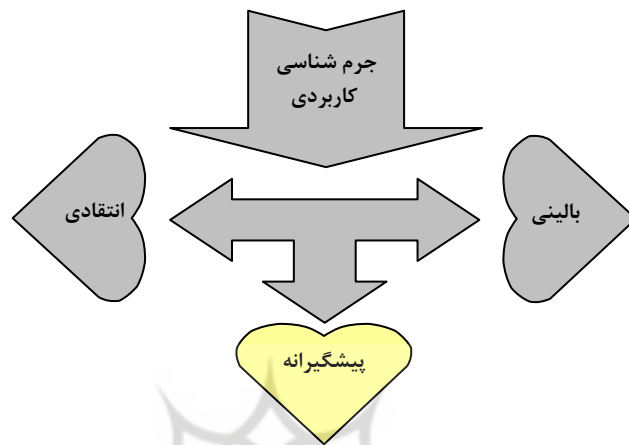 جرم شناسی
کاربردی
بالینی
انتقادی
پیشگیرانه